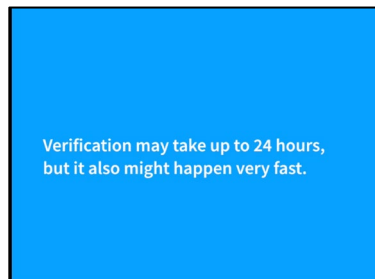 Verification may take up to 24 hours,
but it also might happen very fast.